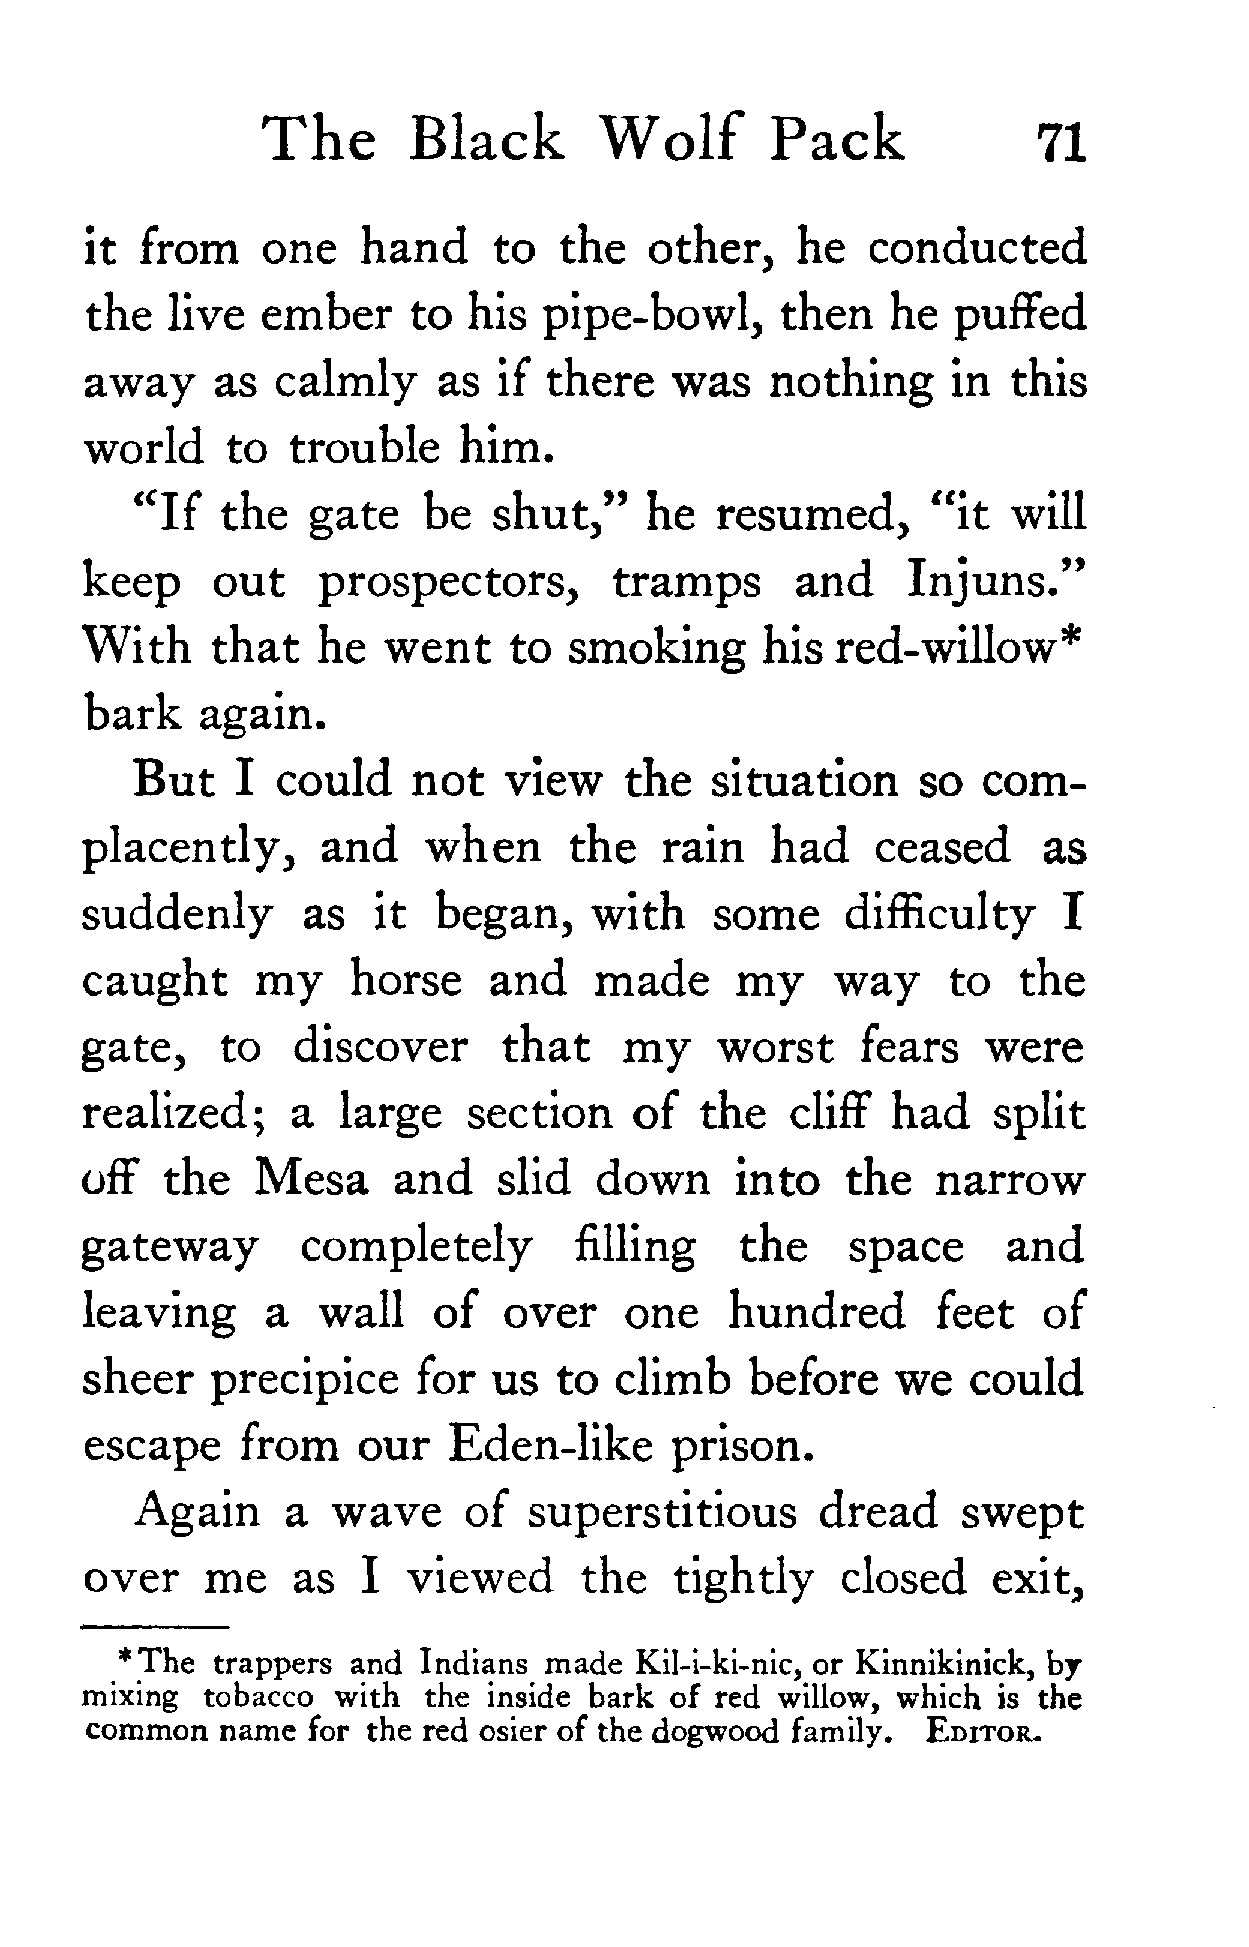 The Black Wolf Pack 71
it from one hand to the other, he conducted
the live ember to his pipe-bowl, then he puffed
away as calmly as if there was nothing in this
world to trouble him.
“If the gate be shut,” he resumed, “it will
keep out prospectors, tramps and Injuns.”
With that he went to smoking his red-willow*
bark again.
But I could not view the situation so com-
placently, and when the rain had ceased as
suddenly as it began, with some difficulty I
caught my horse and made my way to the
gate, to discover that my worst fears were
realized; a large section of the cliff had split
off the Mesa and slid down into the narrow
gateway completely filling the space and
leaving a wall of over one hundred feet of
sheer precipice for us to climb before we could
escape from our Eden-like prison.
Again a wave of superstitious dread swept
over me as I viewed the tightly closed exit,
*The trappers and Indians made Kil-i-ki-nic, or Kinnikinick, by
mixing tobacco with the inside bark of red willow, which is the
common name for the red osier of the dogwood family. EDITOR.